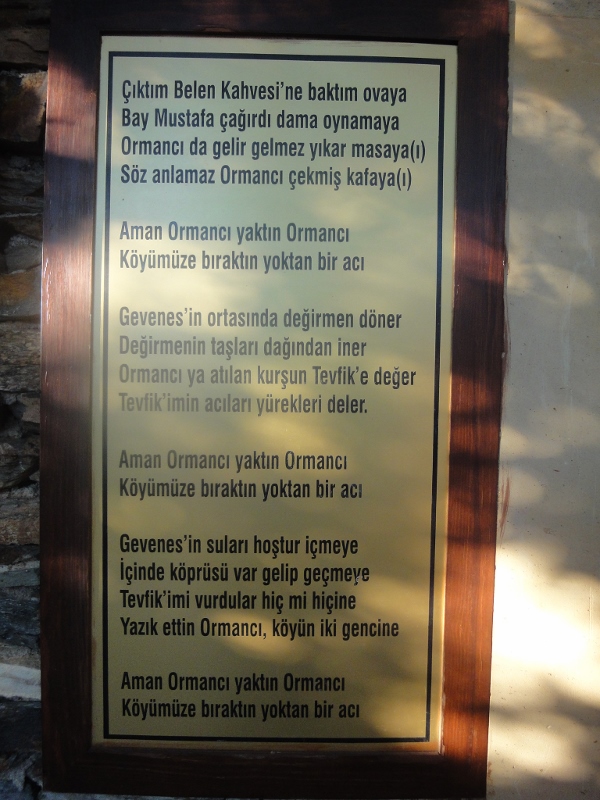 Çıktım Belen Kahvesi'ne baktım ovaya
Bay Mustafa çağırdı dama oynamaya
Ormancı da gelir gelmez yıkar masaya(ı)
Söz anlamaz Ormancı çekmiş kafaya(ı)
Aman Ormancı yaktın Ormancı
Köyümüze bıraktın yoktan bir acı
Gevenes'in ortasında değirmen döner
Değirmenin taşları dağından iner
Ormancı ya atılan kurşun Tevfik'e değer
Tevfik'imin acıları yürekleri deler.
Aman Ormancı yaktın Ormancı
Köyümüze bıraktın yoktan bir acı
Gevenes'in suları hoştur içmeye
İçinde köprüsü var gelip geçmeye
Tevfik'imi vurdular hiç mi hiçine
Yazık ettin Ormancı, köyün iki gencine
Aman Ormancı yaktın Ormancı
Köyümüze bıraktın yoktan bir acı